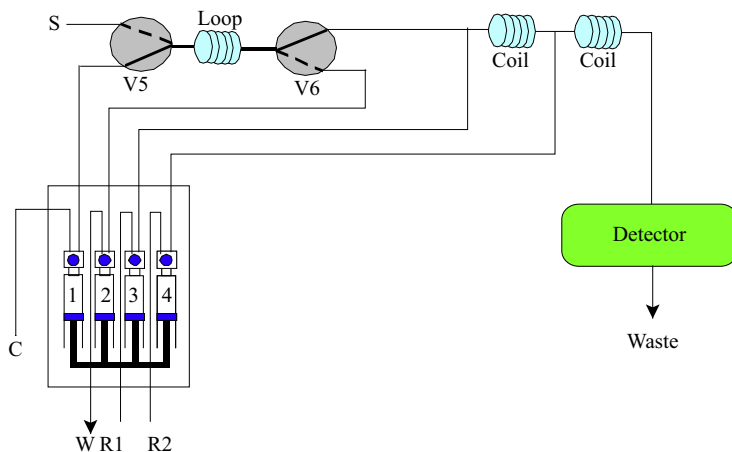 S
Loop
V5
V6
Coil
Coil
Detector
1 2 3 4
C
Waste
W R1 R2